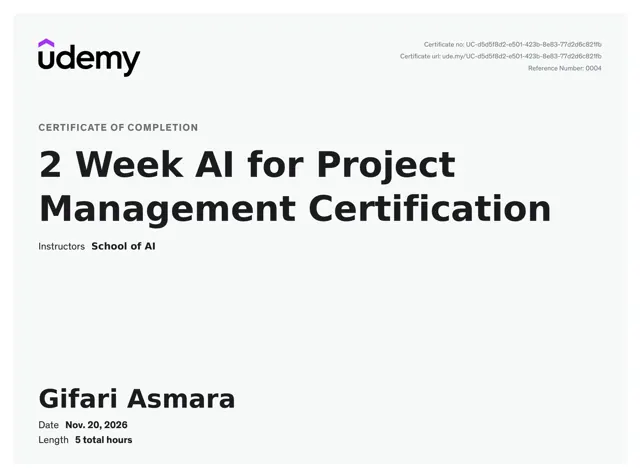 udemy
Certificate no: UC-d5d5f8d2-e501-423b-8e83-77d2d6c821fb
Certificate url: ude.my/UC-d5d5f8d2-e501-423b-8e83-77d2d6c821fb
Reference Number: 0004
CERTIFICATE OF COMPLETION
2 Week AI for Project
Management Certification
Instructors School of AI
Gifari Asmara
Date Nov. 20, 2026
Length 5 total hours